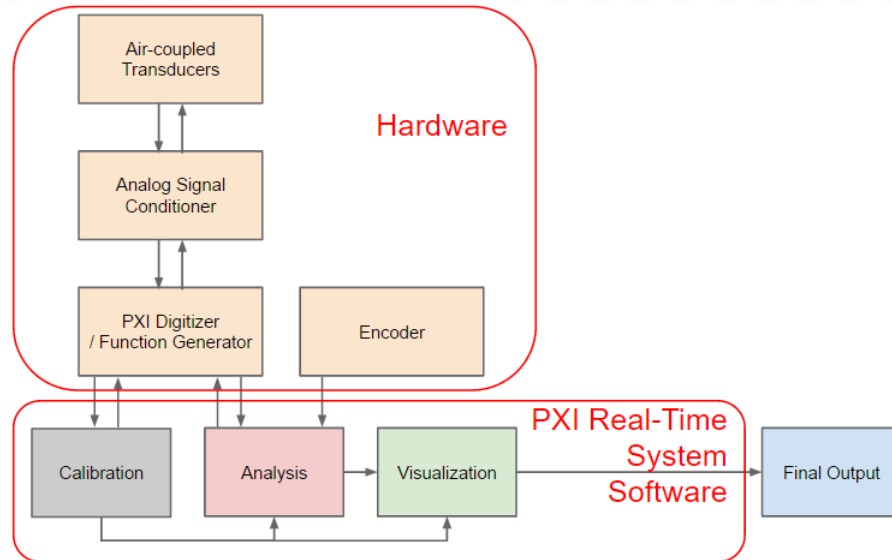 Air-coupled
Transducers
Hardware
Analog Signal
Conditioner
PXI Digitizer
/ Function Generator
Encoder
PXI Real-Time
System
Software
Calibration
Analysis
Visualization
Final Output